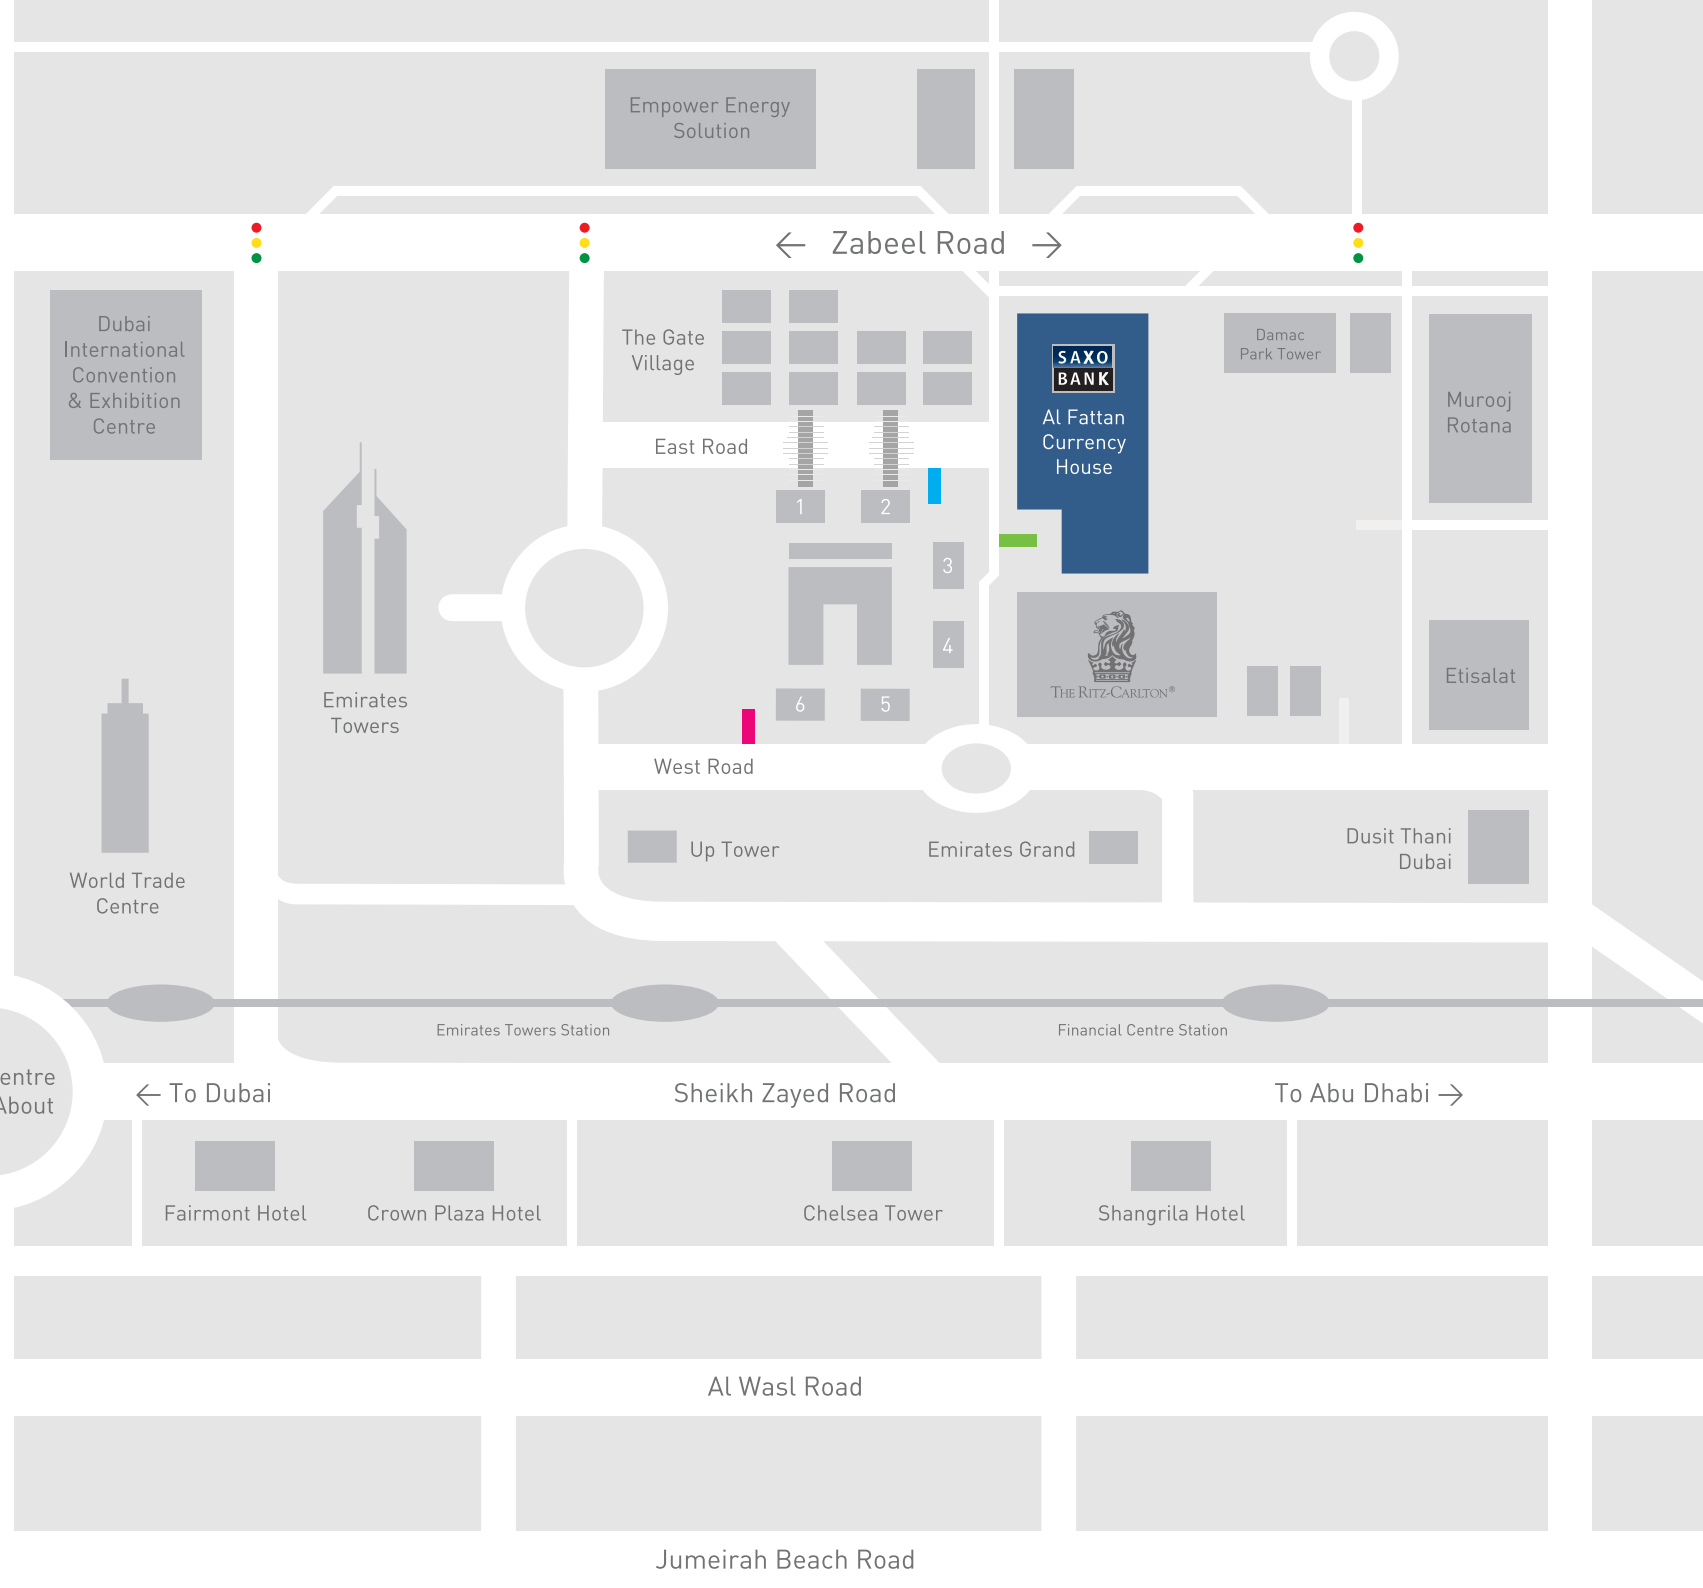 Empower Energy
Solution
Zabeel Road
Dubai
International
Convention
& Exhibition
Centre
The Gate
Village
SAXO
BANK
Al Fattan
Currency
House
Damac
Park Tower
Murooj
Rotana
East Road
1
2
3
4
5
6
Emirates
Towers
THE RITZ-CARLTON®
Etisalat
West Road
World Trade
Centre
Up Tower
Emirates Grand
Dusit Thani
Dubai
Emirates Towers Station
Financial Centre Station
entre
About
To Dubai
Sheikh Zayed Road
To Abu Dhabi
Fairmont Hotel
Crown Plaza Hotel
Chelsea Tower
Shangrila Hotel
Al Wasl Road
Jumeirah Beach Road